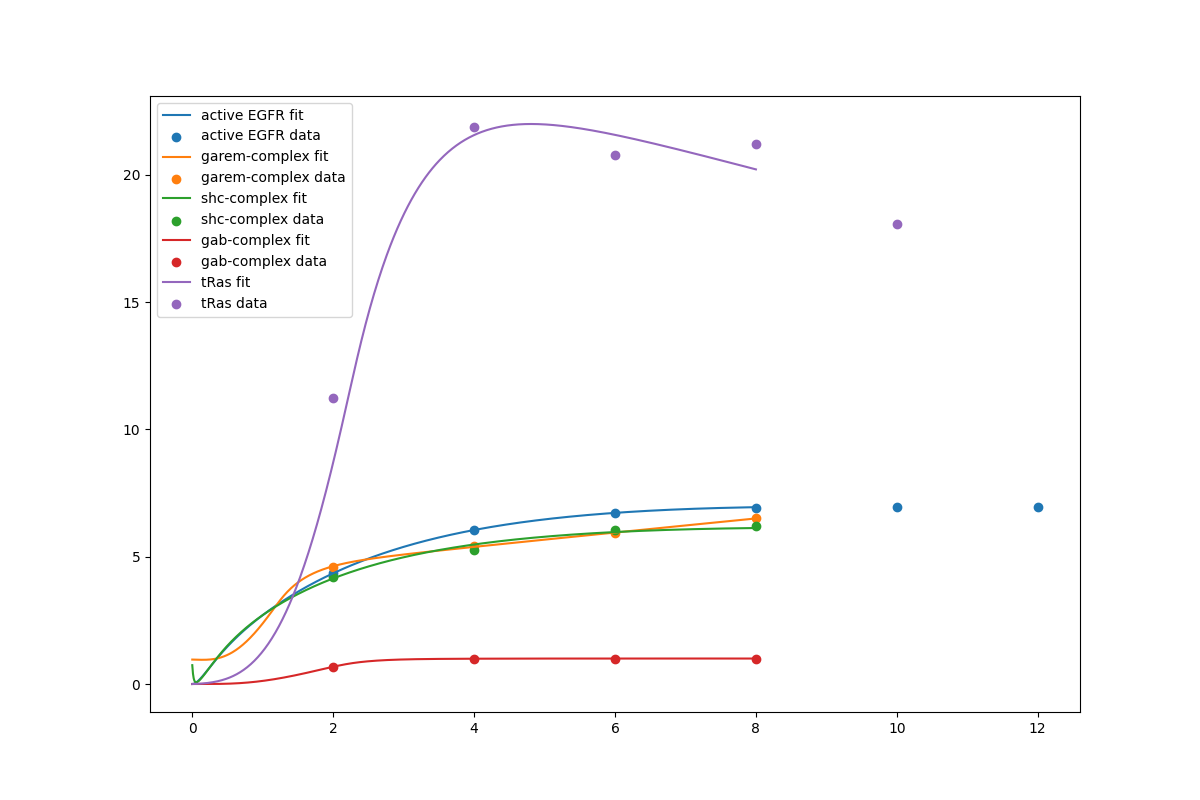 active EGFR fit
active EGFR data
garem-complex fit
garem-complex data
shc-complex fit
shc-complex data
gab-complex fit
gab-complex data
tRas fit
tRas data
20
15
10
5
0
0 2 4 6 8 10 12